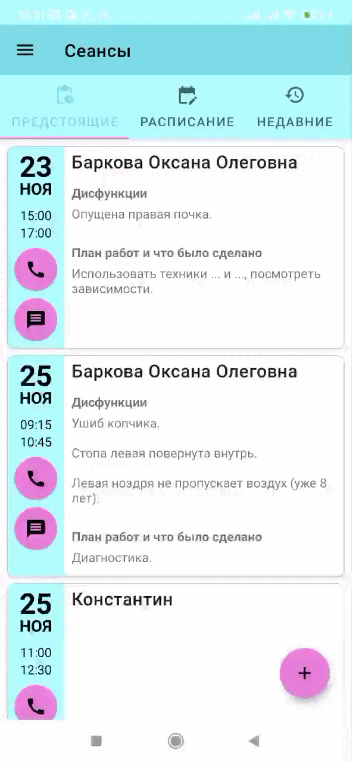 Сеансы
ПРЕДСТОЯЩИЕ
РАСПИСАНИЕ
НЕДАВНИЕ
23
НОЯ
15:00
17:00
Баркова Оксана Олеговна
Дисфункции
Опущена правая почка.
План работ и что было сделано
Использовать техники ... и ..., посмотреть
зависимости.
25
НОЯ
09:15
10:45
Баркова Оксана Олеговна
Дисфункции
Ушиб копчика.
Стопа левая повернута внутрь.
Левая ноздря не пропускает воздух (уже 8
лет).
План работ и что было сделано
Диагностика.
25
НОЯ
11:00
12:30
Константин